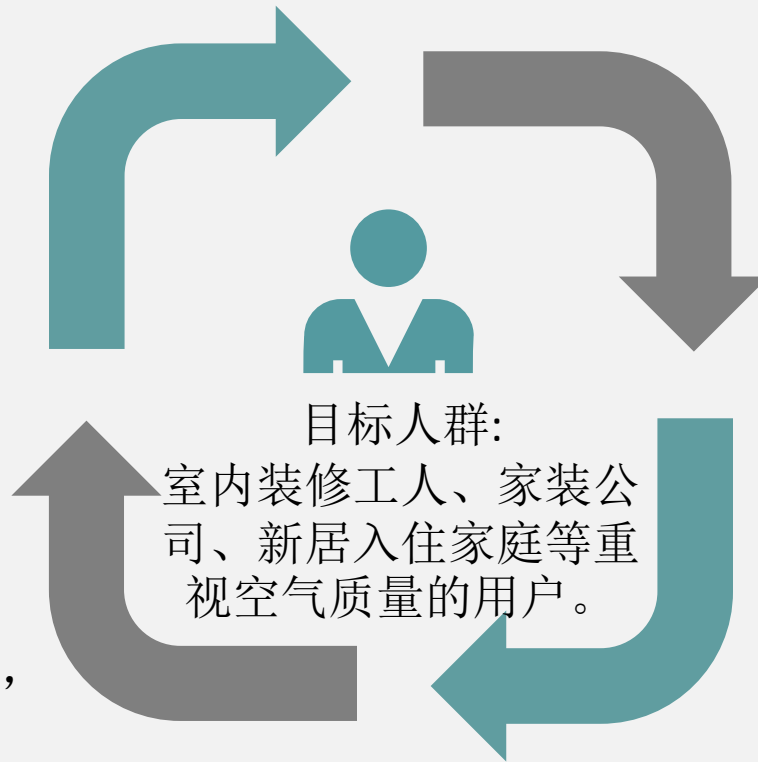 目标人群:
室内装修工人、家装公
司、新居入住家庭等重
视空气质量的用户。
，